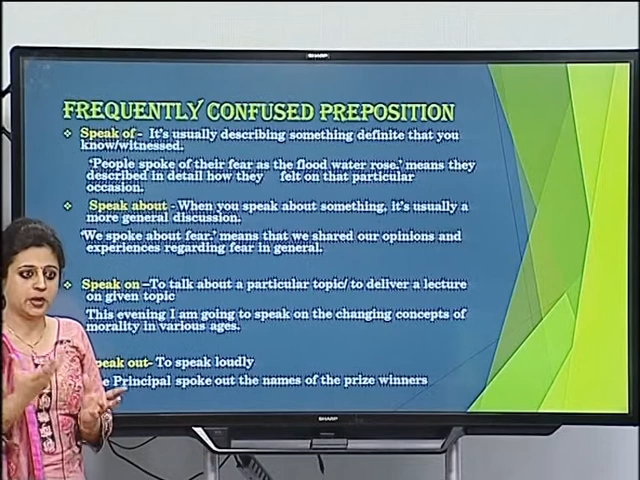 SHARP
FREQUENTLY CONFUSED PREPOSITION
Speak of - It's usually describing something definite that you
know/witnessed.
'People spoke of their fear as the flood water rose.' means they
described in detail how they felt on that particular
occasion.
Speak about - When you speak about something, it's usually a
more general discussion.
'We spoke about fear.' means that we shared our opinions and
experiences regarding fear in general.
Speak on –To talk about a particular topic/ to deliver a lecture
on given topic
This evening I am going to speak on the changing concepts of
morality in various ages.
peak out- To speak loudly
e Principal spoke out the names of the prize winners
SHARP